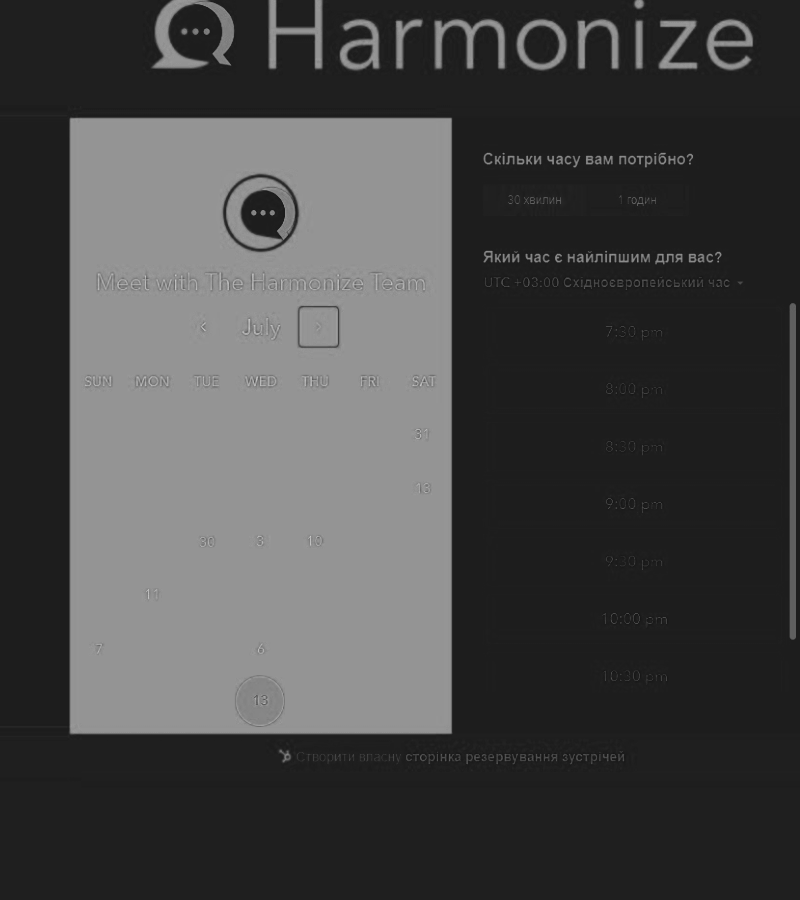 Harmonize
Meet with The Harmonize Team
July
SUN MON TUE WED THU FRI SAT
31
16
30 3 13
11
7 6
13
Скільки часу вам потрібно?
30 хвилин 1 годин
Який час є найліпшим для вас?
UTC +03:00 Східноєвропейський час
7:30 pm
8:00 pm
8:30 pm
9:00 pm
9:30 pm
10:00 pm
10:30 pm
Створити власну сторінка резервування зустрічей